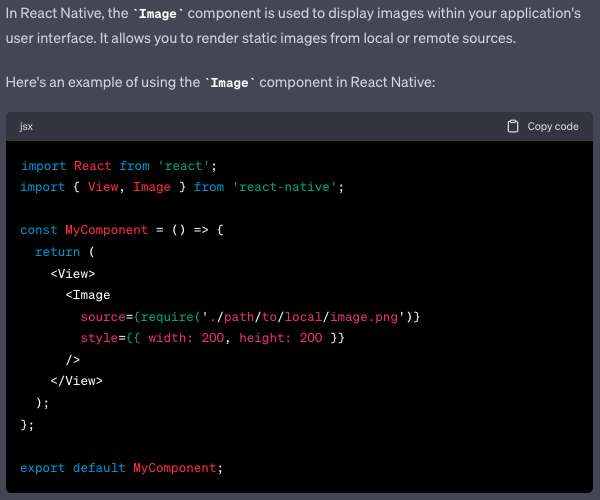 In React Native, the `Image` component is used to display images within your application's
user interface. It allows you to render static images from local or remote sources.
Here's an example of using the `Image` component in React Native:
jsx Copy code
import React from 'react';
import { View, Image } from 'react-native';
const MyComponent = () => {
  return (
    <View>
      <Image
        source={require('./path/to/local/image.png')}
        style={{ width: 200, height: 200 }}
      />
    </View>
  );
};
export default MyComponent;